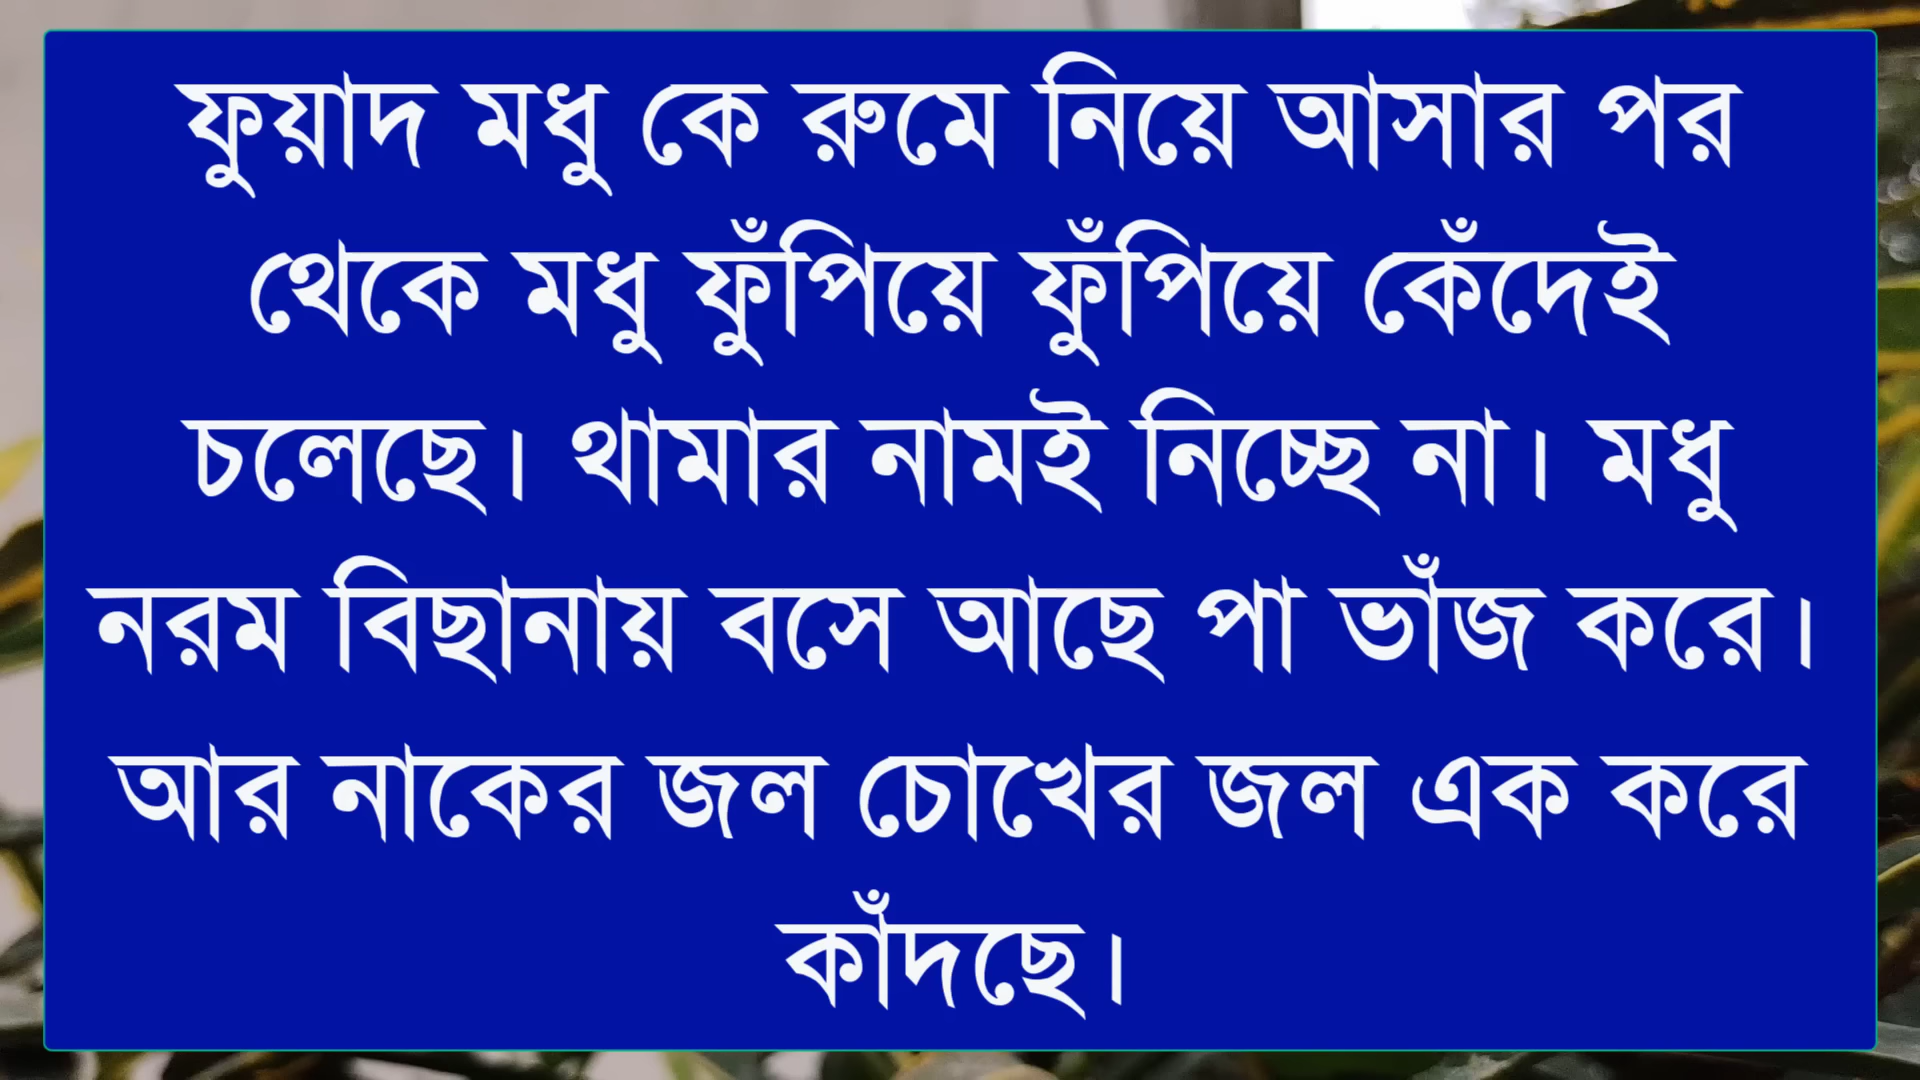 ফুয়াদ মধু কে রুমে নিয়ে আসার পর
থেকে মধু ফুঁপিয়ে ফুঁপিয়ে কেঁদেই
চলেছে। থামার নামই নিচ্ছে না। মধু
নরম বিছানায় বসে আছে পা ভাঁজ করে।
আর নাকের জল চোখের জল এক করে
কাঁদছে।